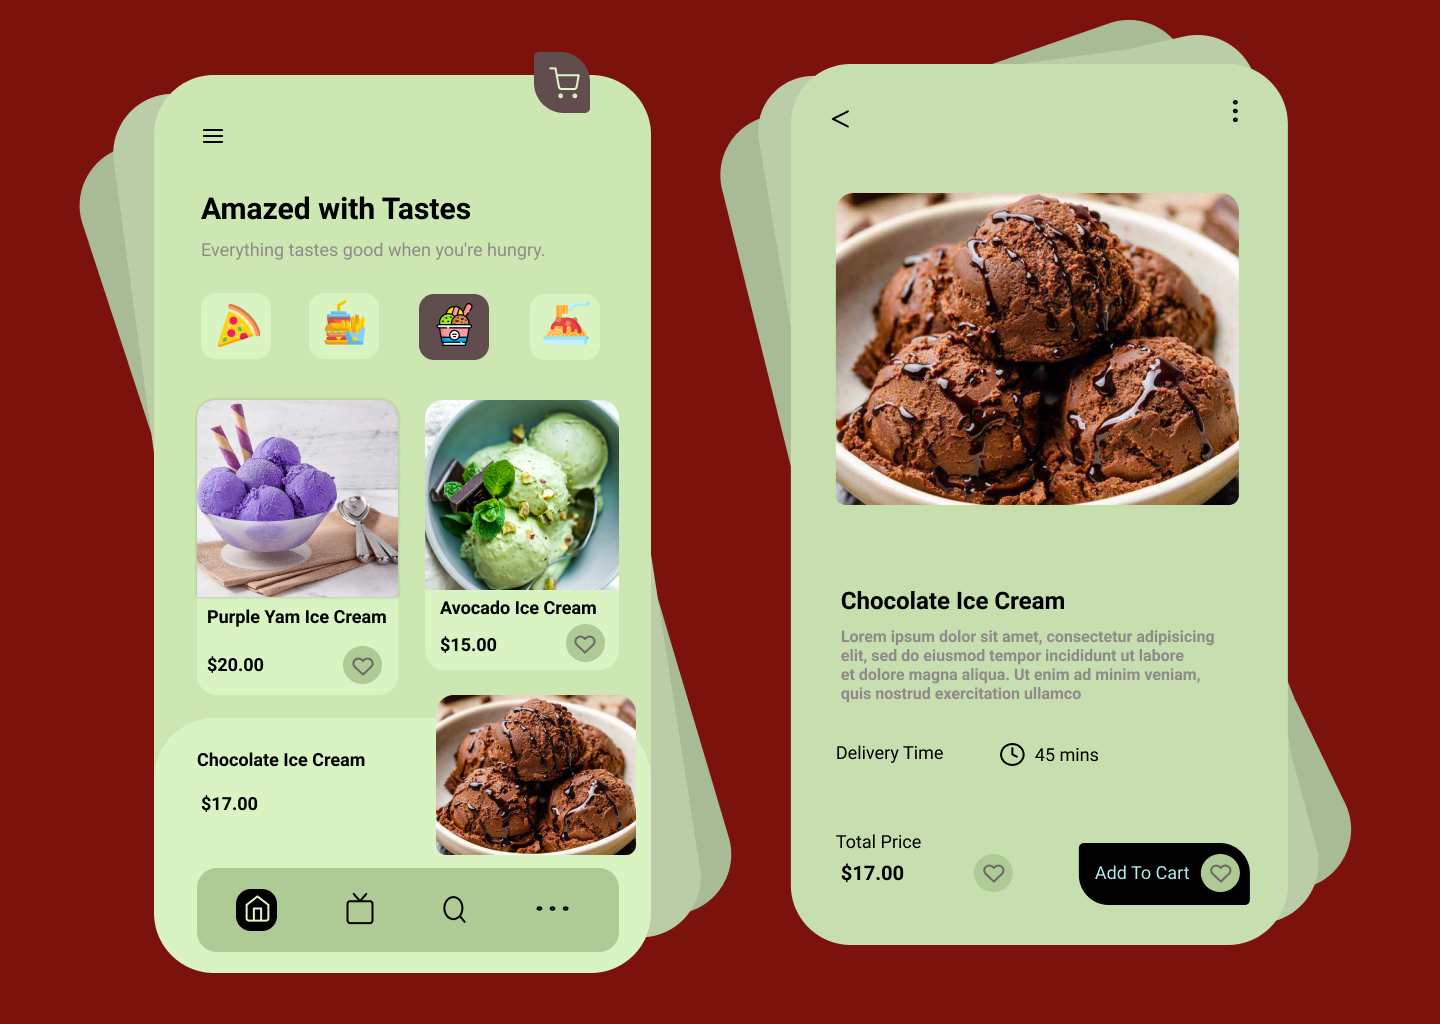 Amazed with Tastes
Everything tastes good when you're hungry.
Purple Yam Ice Cream
$20.00
Avocado Ice Cream
$15.00
Chocolate Ice Cream
$17.00
Chocolate Ice Cream
Lorem ipsum dolor sit amet, consectetur adipisicing
elit, sed do eiusmod tempor incididunt ut labore
et dolore magna aliqua. Ut enim ad minim veniam,
quis nostrud exercitation ullamco
Delivery Time
45 mins
Total Price
$17.00
Add To Cart